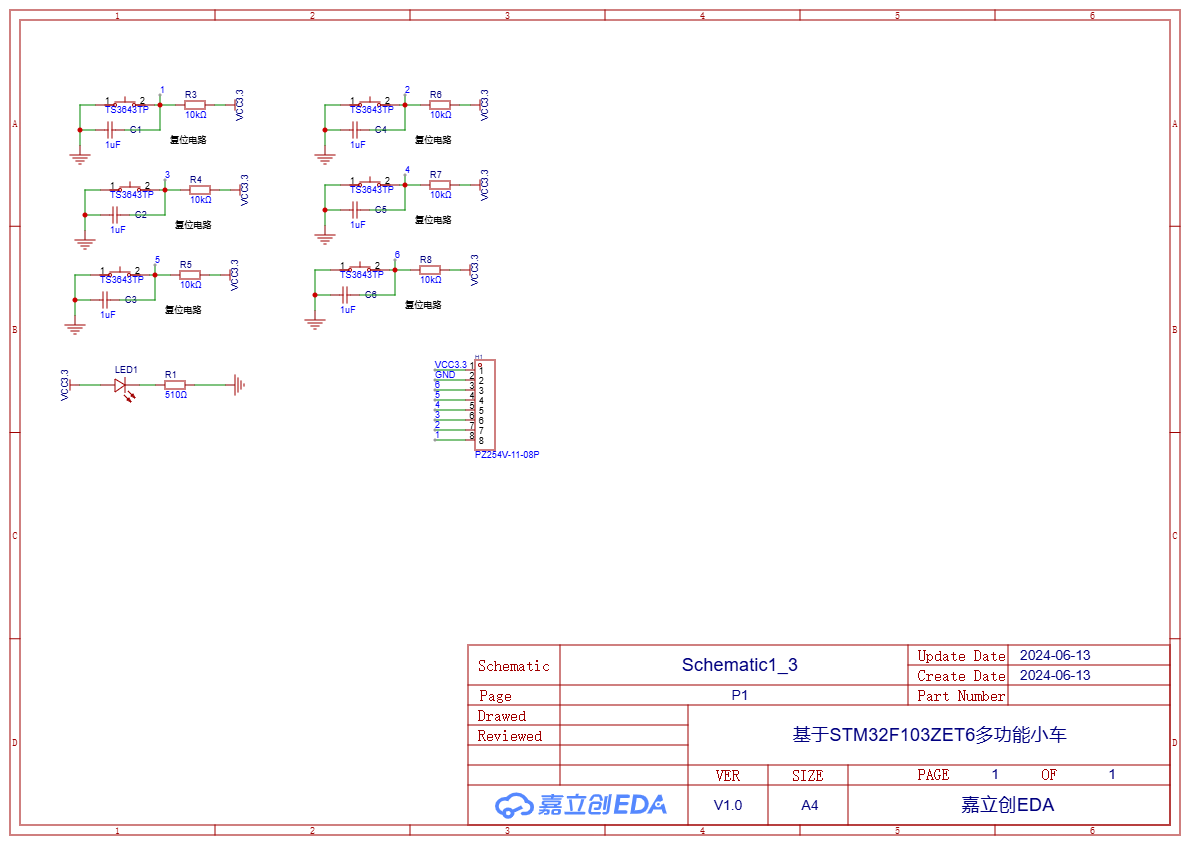 1 2 3 4 5 6
A A
B B
C C
D D
1
1 2
TS3643TP
C1
1uF
R3
10kΩ
VCC3.3
复位电路
2
1 2
TS3643TP
C4
1uF
R6
10kΩ
VCC3.3
复位电路
3
1 2
TS3643TP
C2
1uF
R4
10kΩ
VCC3.3
复位电路
4
1 2
TS3643TP
C5
1uF
R7
10kΩ
VCC3.3
复位电路
5
1 2
TS3643TP
C3
1uF
R5
10kΩ
VCC3.3
复位电路
6
1 2
TS3643TP
C6
1uF
R8
10kΩ
VCC3.3
复位电路
VCC3.3
LED1
R1
510Ω
H1
VCC3.3 1 1
GND 2 2
6 3 3
5 4 4
4 5 5
3 6 6
2 7 7
1 8 8
PZ254V-11-08P
Schematic Schematic1_3 Update Date 2024-06-13
Create Date 2024-06-13
Page P1 Part Number
Drawed
Reviewed
基于STM32F103ZET6多功能小车
VER SIZE PAGE 1 OF 1
嘉立创EDA V1.0 A4 嘉立创EDA
1 2 3 4 5 6